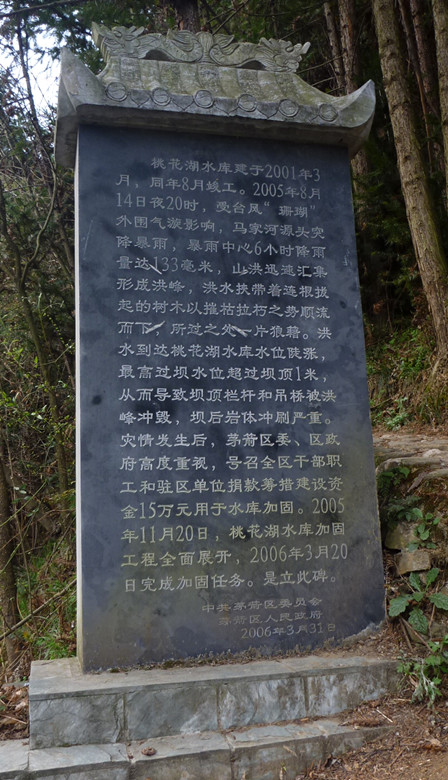 桃花湖水库建于2001年3
月，同年8月竣工。2005年8月
14日夜20时，受台风"珊瑚"
外围气漩影响，马家河源头突
降暴雨，暴雨中心6小时降雨
量达133毫米，山洪迅速汇集
形成洪峰，洪水挟带着连根拔
起的树木以摧枯拉朽之势顺流
而下，所过之处一片狼藉。洪
水到达桃花湖水库水位陡涨，
最高过坝水位超过坝顶1米，
从而导致坝顶栏杆和吊桥被洪
峰冲毁，坝后岩体冲刷严重。
灾情发生后，茅箭区委、区政
府高度重视，号召全区干部职
工和驻区单位捐款筹措建设资
金15万元用于水库加固。2005
年11月20日，桃花湖水库加固
工程全面展开，2006年3月20
日完成加固任务。是立此碑。
中共茅箭区委员会
茅箭区人民政府
2006年3月31日